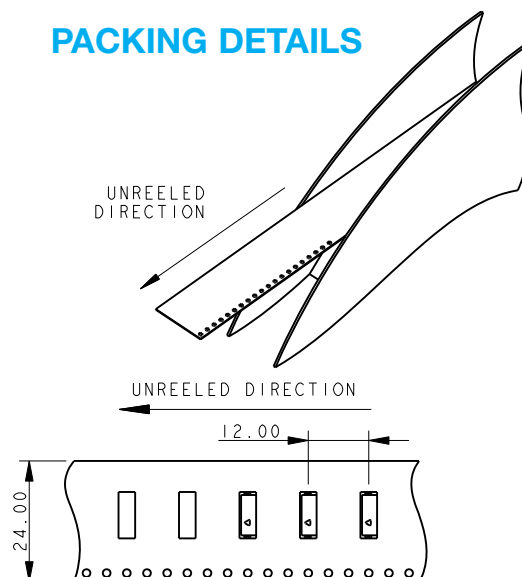 PACKING DETAILS
UNREELED
DIRECTION
UNREELED DIRECTION
12.00
24.00